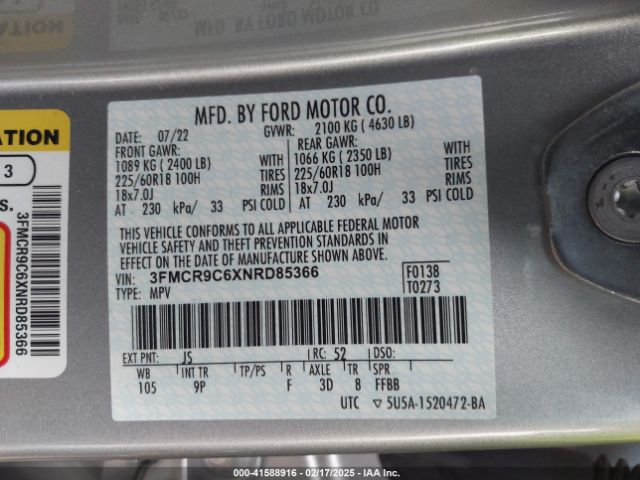 MFD. BY FORD MOTOR CO.
DATE: 07/22 GVWR: 2100 KG ( 4630 LB)
FRONT GAWR: REAR GAWR:
1089 KG ( 2400 LB) WITH 1066 KG ( 2350 LB) WITH
225/60R18 100H TIRES 225/60R18 100H TIRES
18x7.0J RIMS 18x7.0J RIMS
AT 230 kPa/ 33 PSI COLD AT 230 kPa/ 33 PSI COLD
THIS VEHICLE CONFORMS TO ALL APPLICABLE FEDERAL MOTOR
VEHICLE SAFETY AND THEFT PREVENTION STANDARDS IN
EFFECT ON THE DATE OF MANUFACTURE SHOWN ABOVE.
VIN: 3FMCR9C6XNRD85366 F0138
TYPE: MPV T0273
EXT PNT: JS RC: 52 DSO:
WB INT TR TP/PS R AXLE TR SPR
105 9P F 3D 8 FFBB
UTC ▽ 5U5A-1520472-BA
ATION
3
S.
3FMCR9C6XNRD85366
3-41588916 - 02/17/2025 - IAA Inc.